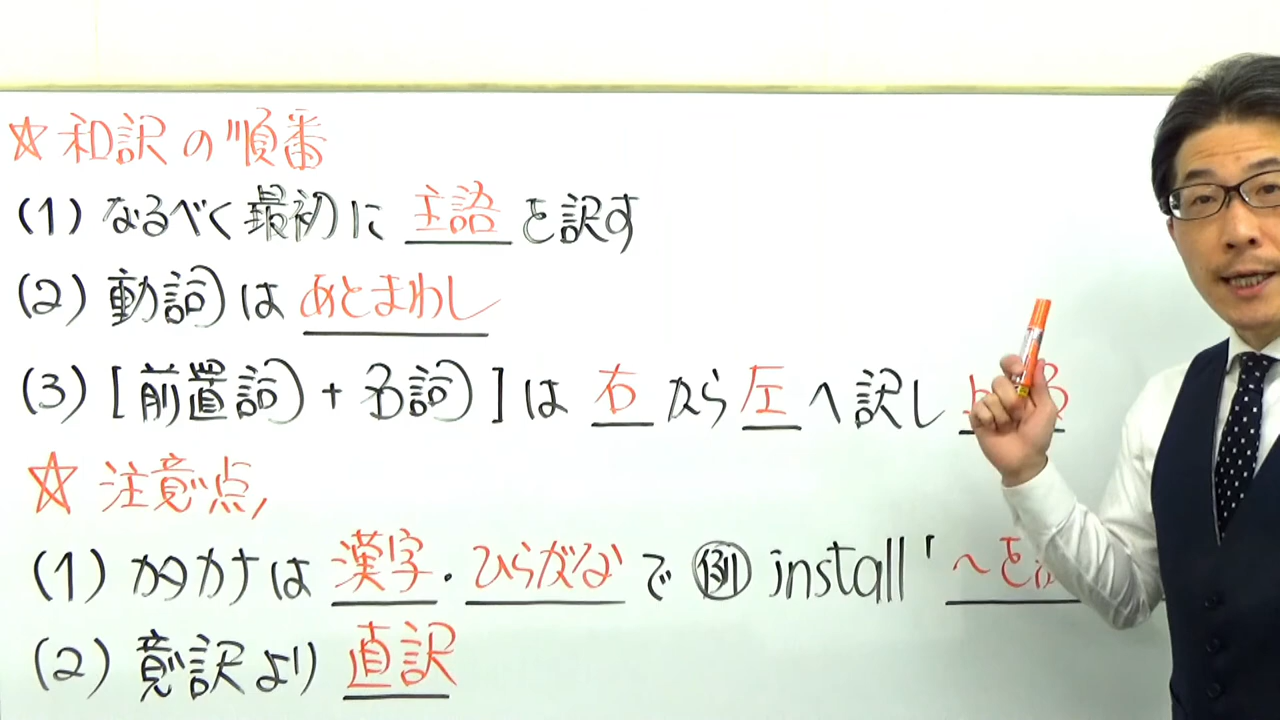 ☆和訳の順番
(1) なるべく最初に 主語 を訳す
(2) 動詞は あとまわし
(3) [前置詞 + 名詞] は 右 から 左 へ訳し
☆注意点
(1) カタカナは 漢字・ひらがな で 例 install 「〜を
(2) 意訳より 直訳